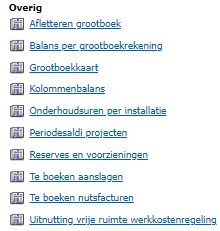 Overig
Afletteren grootboek
Balans per grootboekrekening
Grootboekkaart
Kolommenbalans
Onderhoudsuren per installatie
Periodesaldi projecten
Reserves en voorzieningen
Te boeken aanslagen
Te boeken nutsfacturen
Uitnutting vrije ruimte werkkostenregeling